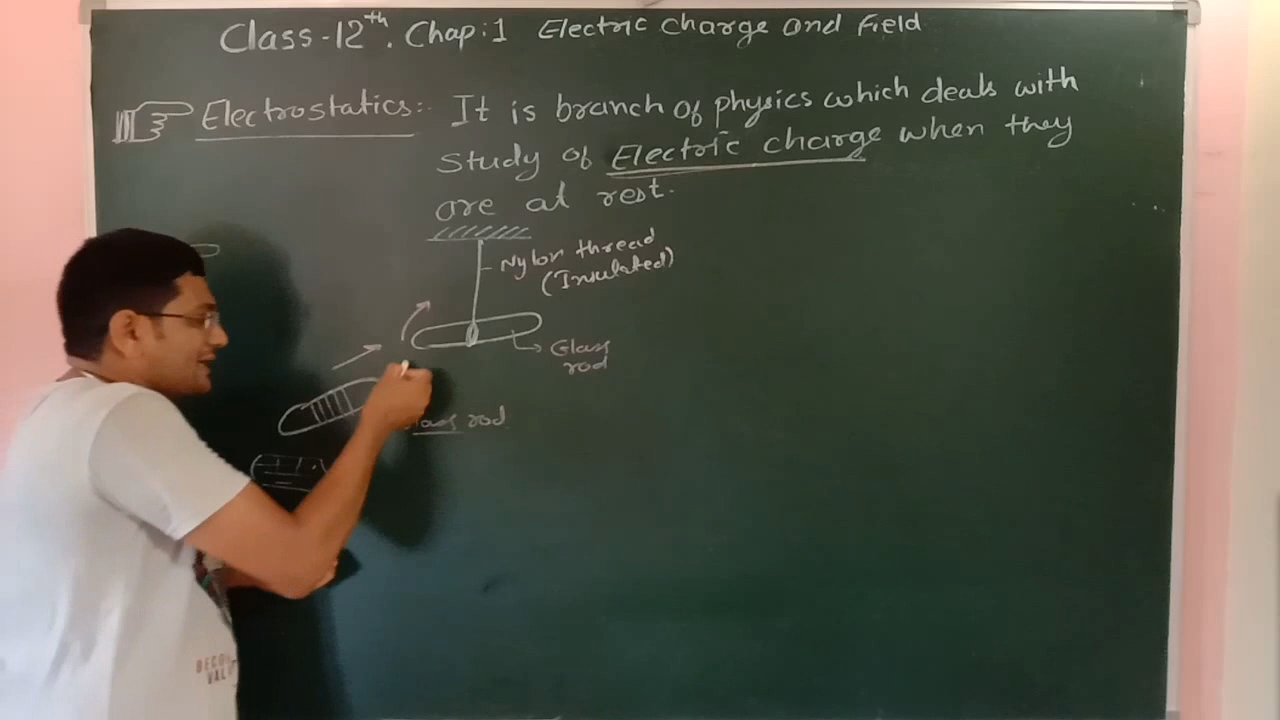 Class-12th. Chap:1 Electric Charge and Field
Electrostatics:- It is branch of physics which deals with
study of Electric charge when they
are at rest.
Nylon thread
(Insulated)
Glass
rod
rod